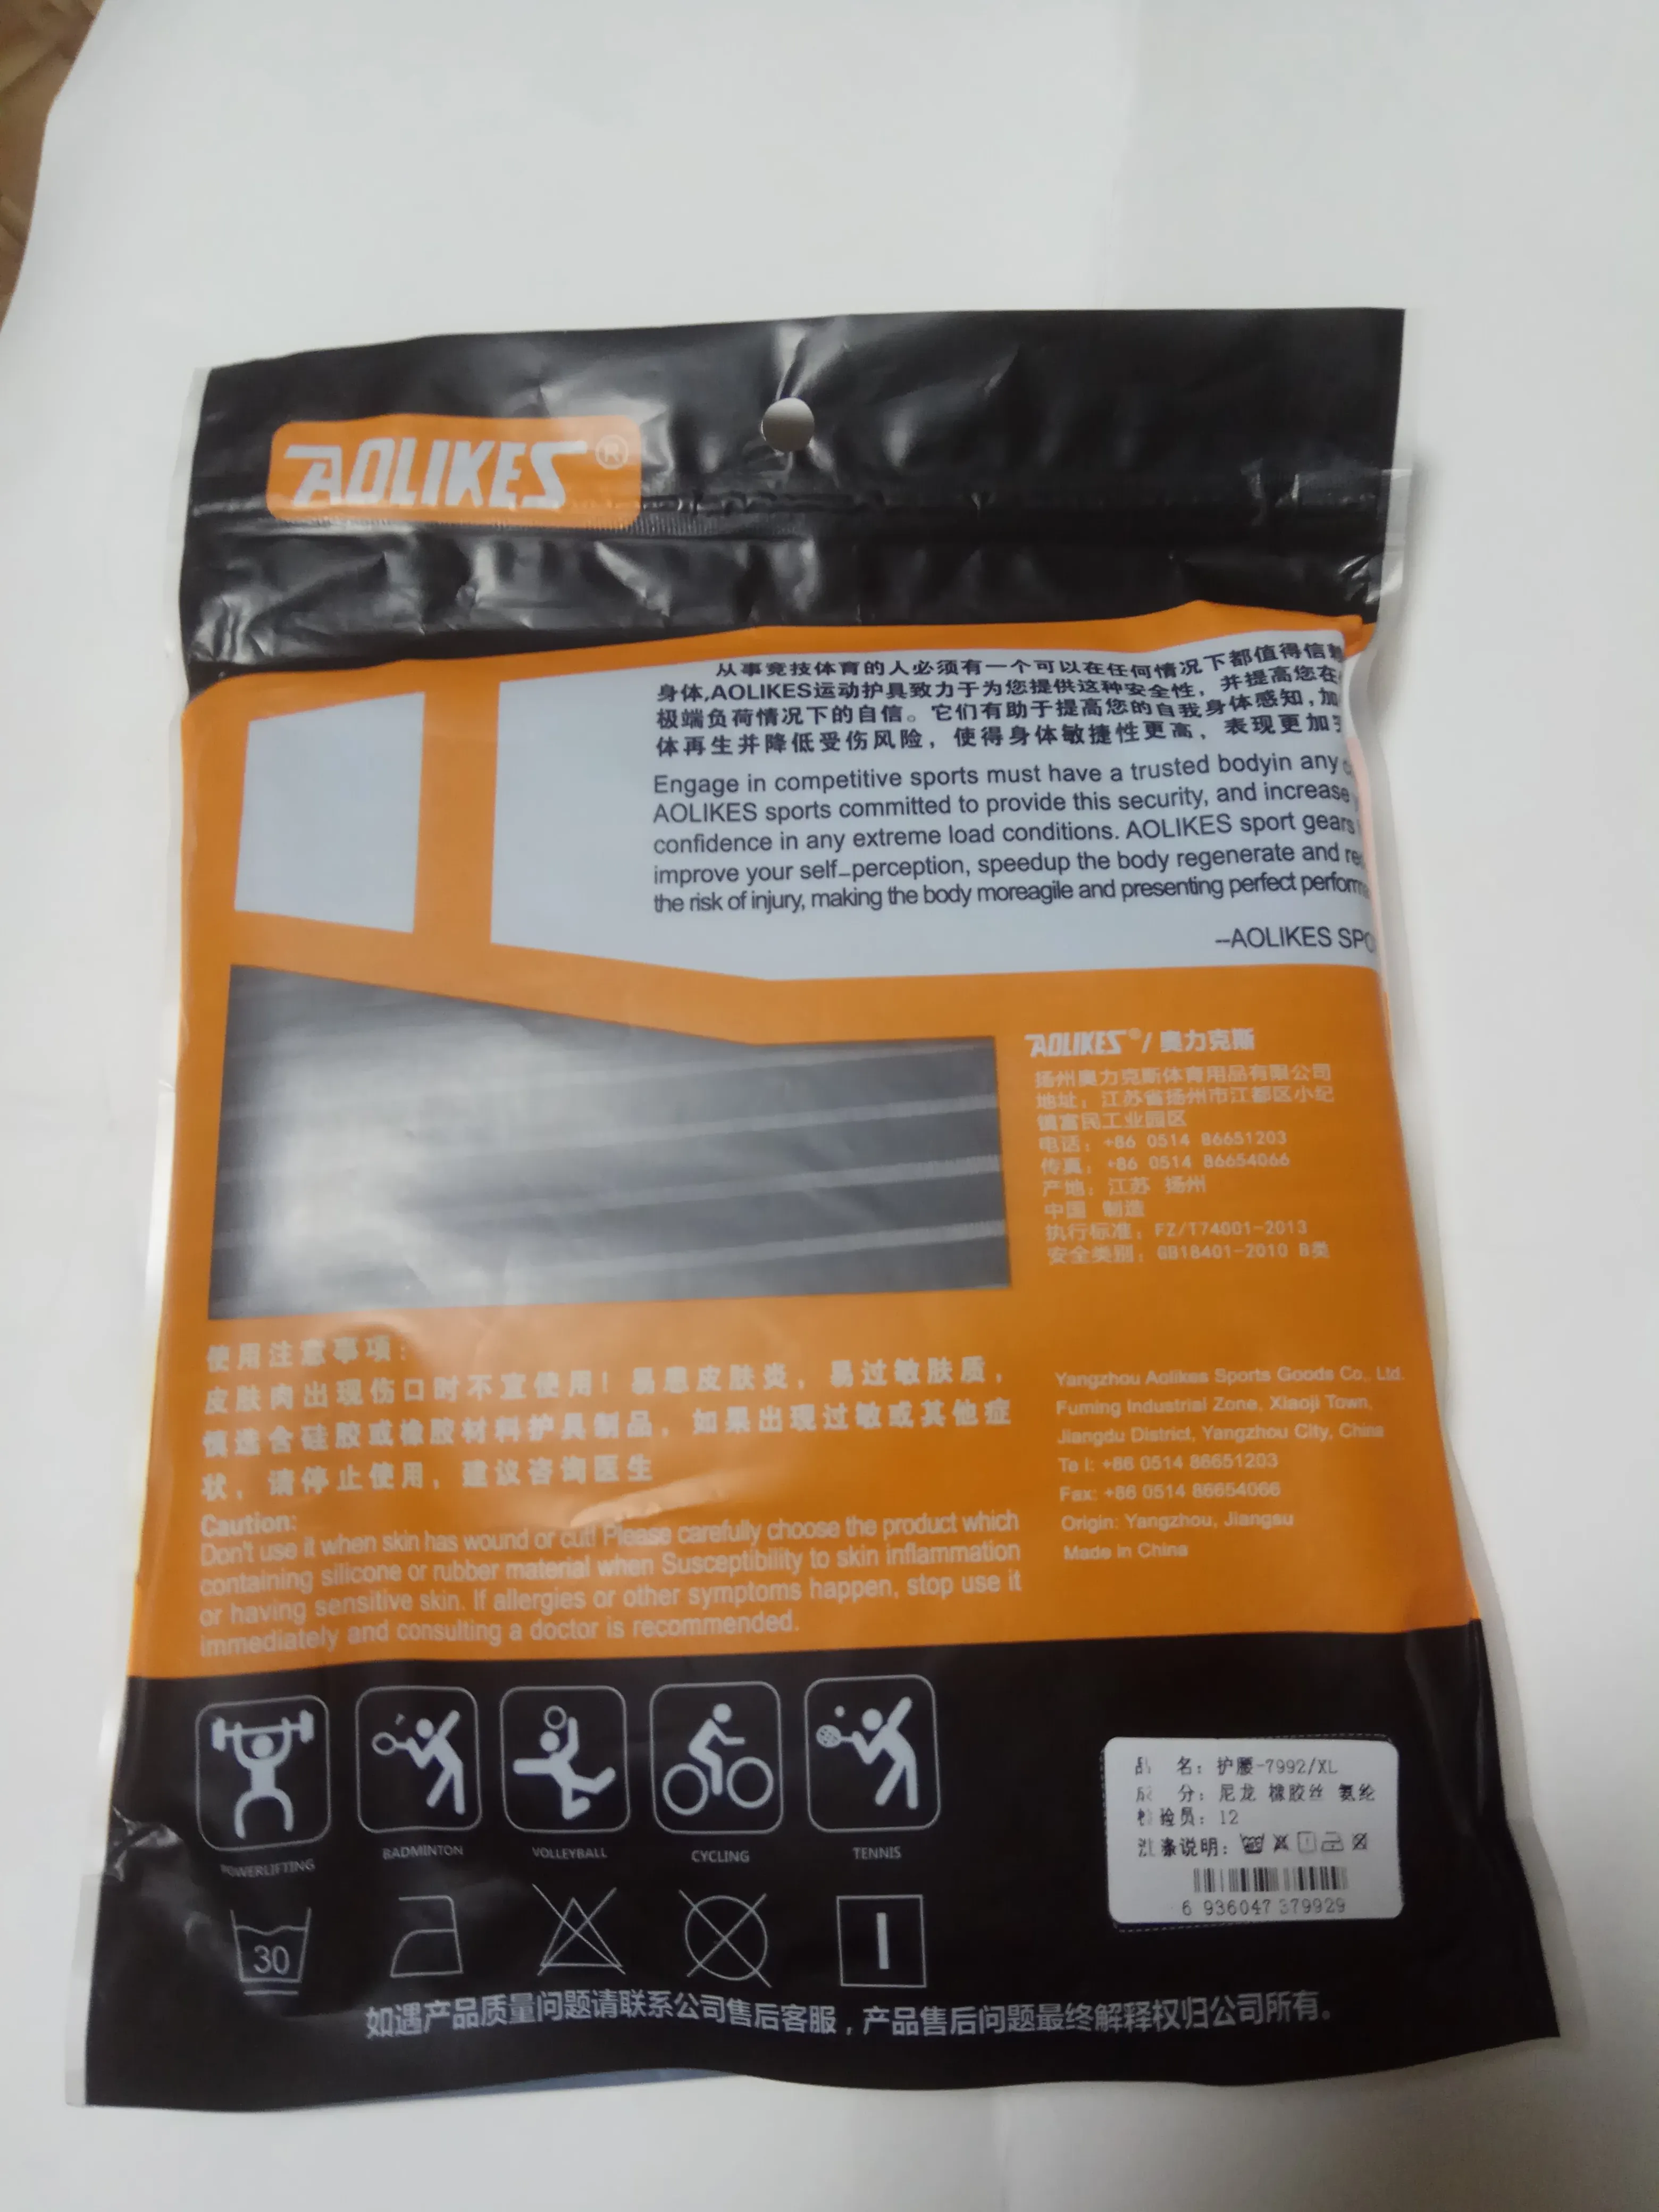 AOLIKES®
从事竞技体育的人必须有一个可以在任何情况下都值得信
身体,AOLIKES运动护具致力于为您提供这种安全性，并提高您在
极端负荷情况下的自信。它们有助于提高您的自我身体感知，加
体再生并降低受伤风险，使得身体敏捷性更高，表现更加
Engage in competitive sports must have a trusted bodyin any
AOLIKES sports committed to provide this security, and increase
confidence in any extreme load conditions. AOLIKES sport gears
improve your self-perception, speedup the body regenerate and
the risk of injury, making the body moreagile and presenting perfect
--AOLIKES
AOLIKES®/奥力克斯
扬州奥力克斯体育用品有限公司
地址：江苏省扬州市江都区小纪
镇富民工业园区
电话：+86 0514 86651203
传真：+86 0514 86654066
产地：江苏 扬州
中国 制造
执行标准：FZ/T74001-2013
安全类别：GB18401-2010 B类
使用注意事项：
皮肤肉出现伤口时不宜使用！易患皮肤炎，易过敏肤质，
慎选含硅胶或橡胶材料护具制品，如果出现过敏或其他症
状，请停止使用，建议咨询医生
Caution:
Don't use it when skin has wound or cut! Please carefully choose the product which
containing silicone or rubber material when Susceptibility to skin inflammation
or having sensitive skin. If allergies or other symptoms happen, stop use it
immediately and consulting a doctor is recommended.
Yangzhou Aolikes Sports Goods Co., Ltd.
Fuming Industrial Zone, Xiaoji Town,
Jiangdu District, Yangzhou City, China
Te l: +86 0514 86651203
Fax: +86 0514 86654066
Origin: Yangzhou, Jiangsu
Made in China
POWERLIFTING
BADMINTON
VOLLEYBALL
CYCLING
TENNIS
品 名：护腰-7992/XL
成 分：尼龙 橡胶丝 氨纶
检验员：12
洗涤说明：
6 936047 379929
30
如遇产品质量问题请联系公司售后客服，产品售后问题最终解释权归公司所有。